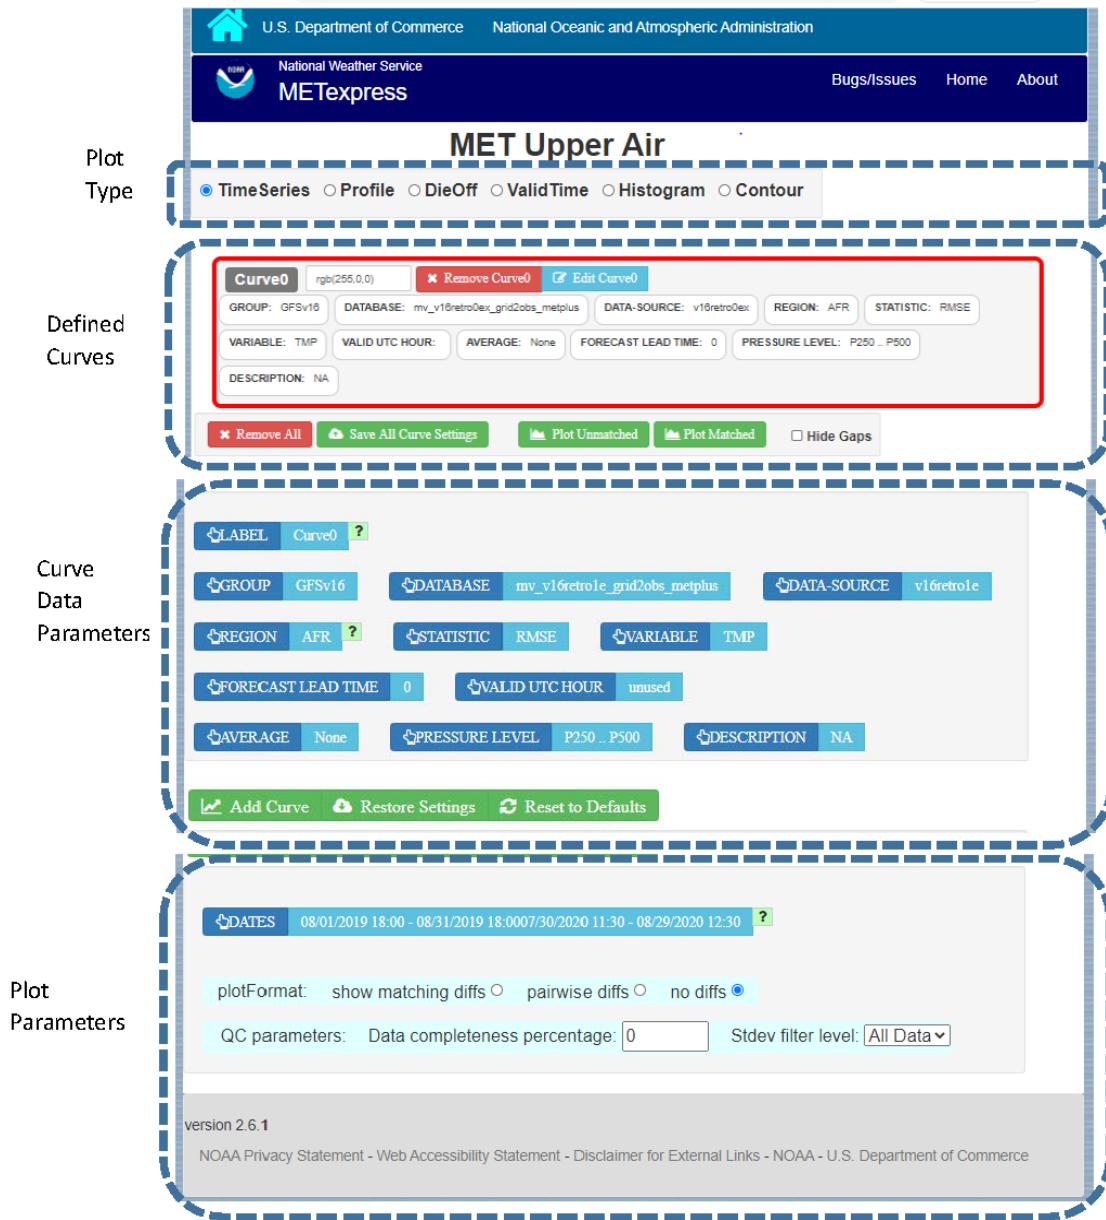 U.S. Department of Commerce National Oceanic and Atmospheric Administration
NOAA
National Weather Service
METexpress
Bugs/Issues Home About
MET Upper Air
Plot
Type
TimeSeries Profile DieOff ValidTime Histogram Contour
Defined
Curves
Curve0 rgb(255,0,0) Remove Curve0 Edit Curve0
GROUP: GFSv16 DATABASE: mv_v16retro0ex_grid2obs_metplus DATA-SOURCE: v16retro0ex REGION: AFR STATISTIC: RMSE
VARIABLE: TMP VALID UTC HOUR: AVERAGE: None FORECAST LEAD TIME: 0 PRESSURE LEVEL: P250 .. P500
DESCRIPTION: NA
Remove All Save All Curve Settings Plot Unmatched Plot Matched Hide Gaps
Curve
Data
Parameters
LABEL Curve0 ?
GROUP GFSv16 DATABASE mv_v16retro1e_grid2obs_metplus DATA-SOURCE v16retro1e
REGION AFR ? STATISTIC RMSE VARIABLE TMP
FORECAST LEAD TIME 0 VALID UTC HOUR unused
AVERAGE None PRESSURE LEVEL P250 .. P500 DESCRIPTION NA
Add Curve Restore Settings Reset to Defaults
Plot
Parameters
DATES 08/01/2019 18:00 - 08/31/2019 18:0007/30/2020 11:30 - 08/29/2020 12:30 ?
plotFormat: show matching diffs pairwise diffs no diffs
QC parameters: Data completeness percentage: 0 Stdev filter level: All Data
version 2.6.1
NOAA Privacy Statement - Web Accessibility Statement - Disclaimer for External Links - NOAA - U.S. Department of Commerce